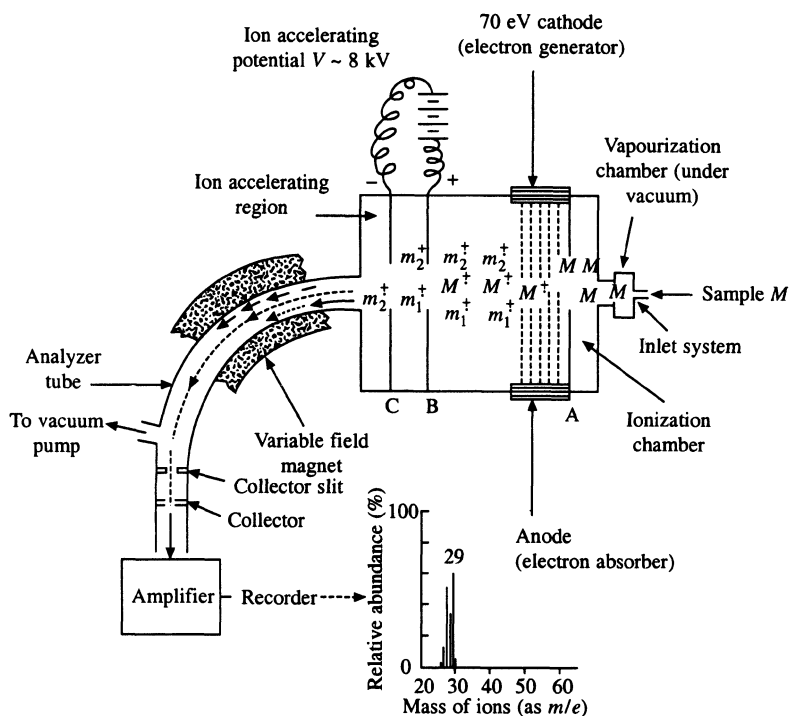 Ion accelerating
potential V ~ 8 kV
70 eV cathode
(electron generator)
Vapourization
chamber (under
vacuum)
Ion accelerating
region
− +
m₂⁺ m₂⁺ m₂⁺ M M
M⁺̇ M⁺̇ M⁺̇
m₂⁺ m₁⁺ M M
m₁⁺ m₁⁺
Sample M
Inlet system
Analyzer
tube
C B A
Ionization
chamber
To vacuum
pump
Variable field
magnet
Collector slit
Collector
Anode
(electron absorber)
Amplifier
Recorder
Relative abundance (%)
100
29
0
20 30 40 50 60
Mass of ions (as m/e)